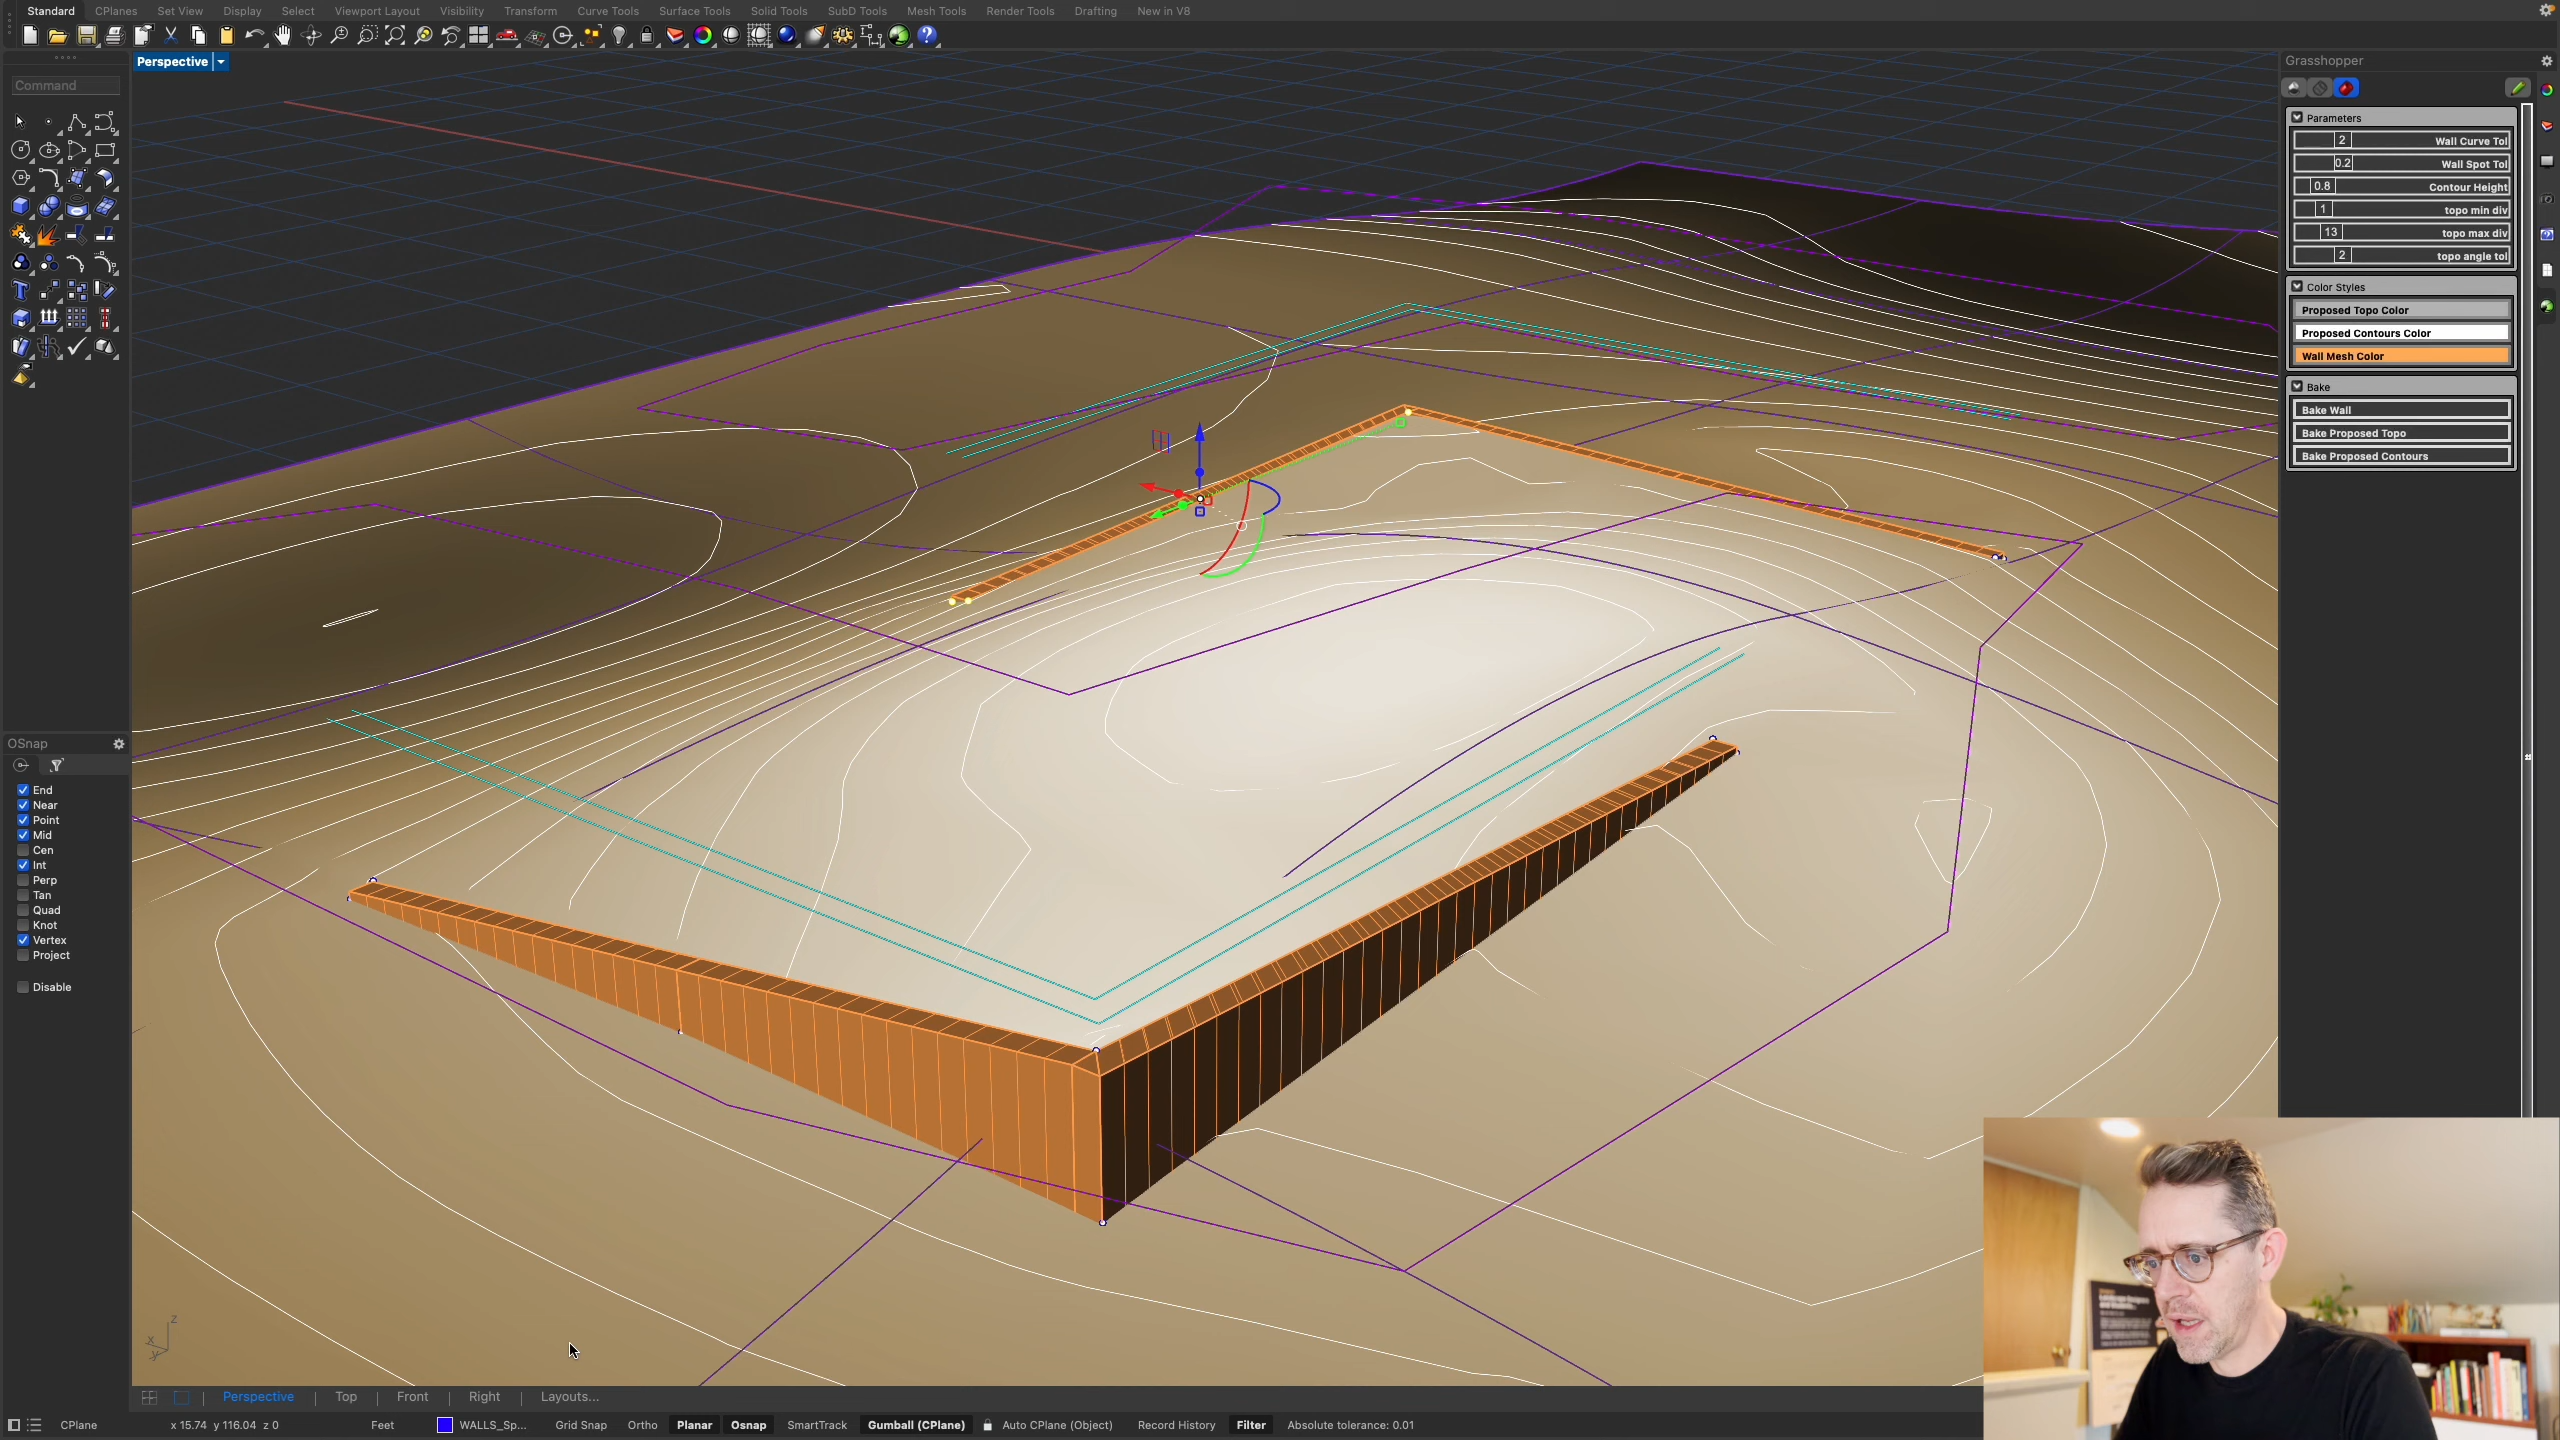 Standard CPlanes Set View Display Select Viewport Layout Visibility Transform Curve Tools Surface Tools Solid Tools SubD Tools Mesh Tools Render Tools Drafting New in V8
Perspective
Command
OSnap
End
Near
Point
Mid
Cen
Int
Perp
Tan
Quad
Knot
Vertex
Project
Disable
z
x
y
Grasshopper
Parameters
2 Wall Curve Tol
0.2 Wall Spot Tol
0.8 Contour Height
1 topo min div
13 topo max div
2 topo angle tol
Color Styles
Proposed Topo Color
Proposed Contours Color
Wall Mesh Color
Bake
Bake Wall
Bake Proposed Topo
Bake Proposed Contours
Perspective Top Front Right Layouts...
CPlane x 15.74 y 116.04 z 0 Feet WALLS_Sp... Grid Snap Ortho Planar Osnap SmartTrack Gumball (CPlane) Auto CPlane (Object) Record History Filter Absolute tolerance: 0.01